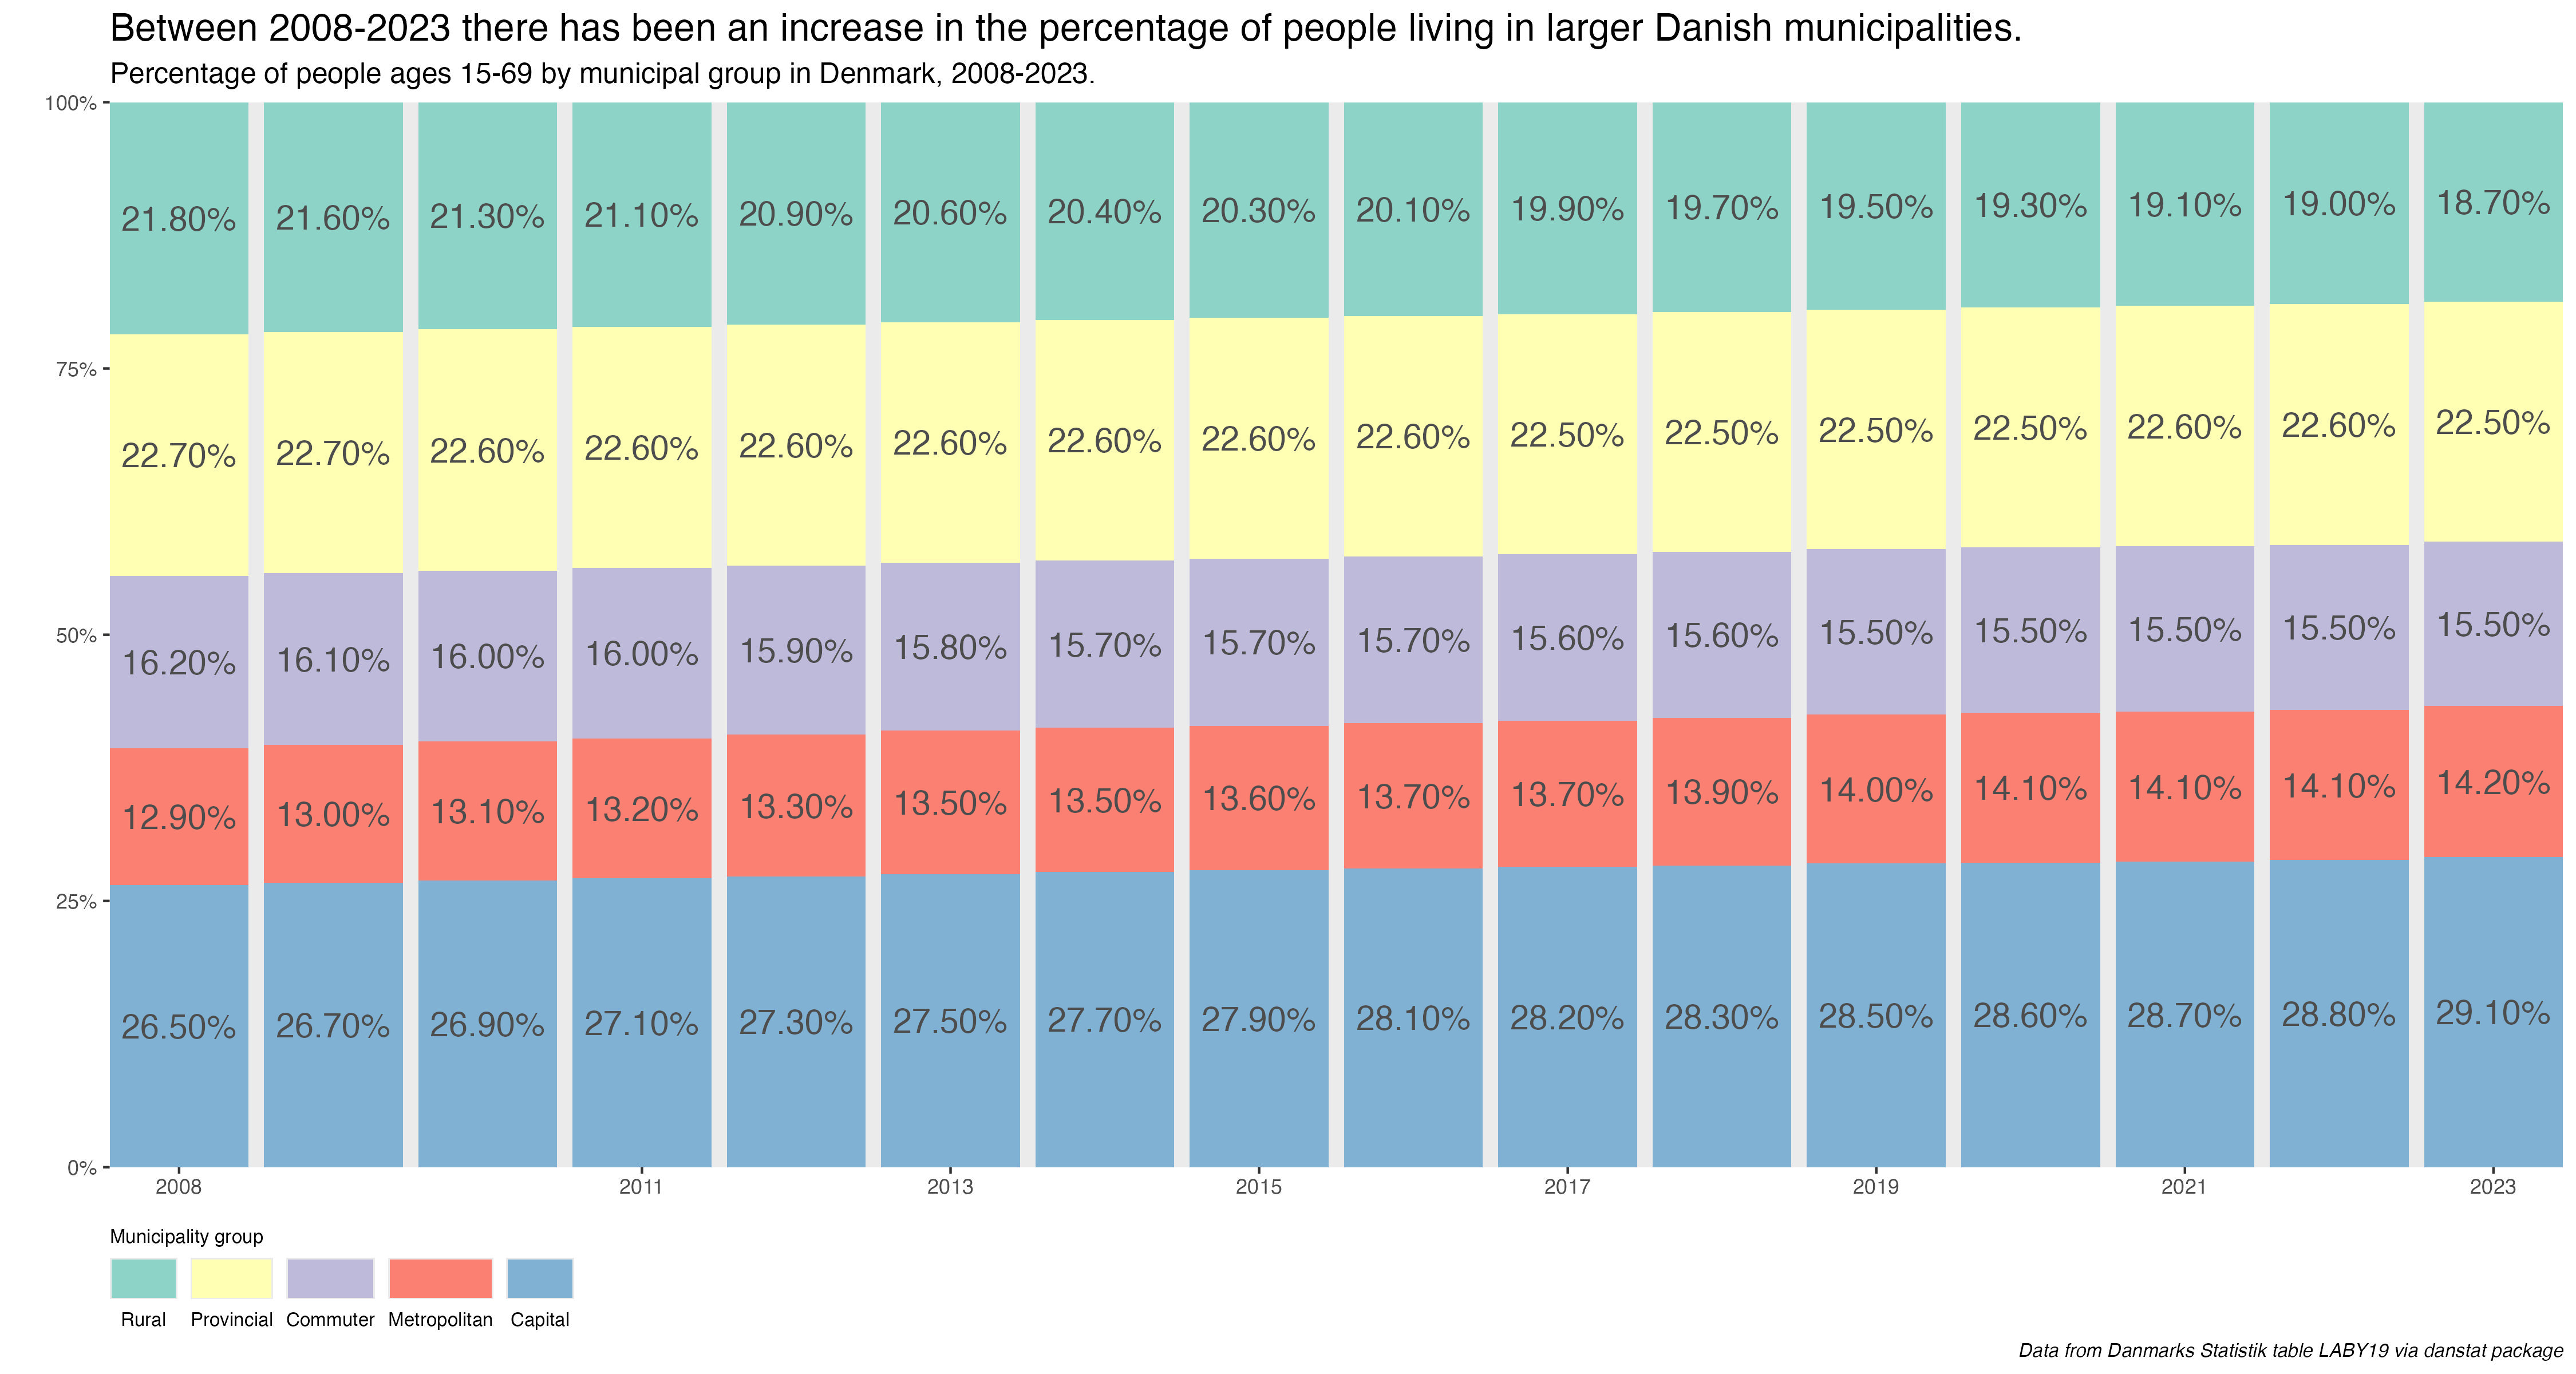 Between 2008-2023 there has been an increase in the percentage of people living in larger Danish municipalities.
Percentage of people ages 15-69 by municipal group in Denmark, 2008-2023.
100%
21.80% 21.60% 21.30% 21.10% 20.90% 20.60% 20.40% 20.30% 20.10% 19.90% 19.70% 19.50% 19.30% 19.10% 19.00% 18.70%
75%
22.70% 22.70% 22.60% 22.60% 22.60% 22.60% 22.60% 22.60% 22.60% 22.50% 22.50% 22.50% 22.50% 22.60% 22.60% 22.50%
50%
16.20% 16.10% 16.00% 16.00% 15.90% 15.80% 15.70% 15.70% 15.70% 15.60% 15.60% 15.50% 15.50% 15.50% 15.50% 15.50%
12.90% 13.00% 13.10% 13.20% 13.30% 13.50% 13.50% 13.60% 13.70% 13.70% 13.90% 14.00% 14.10% 14.10% 14.10% 14.20%
25%
26.50% 26.70% 26.90% 27.10% 27.30% 27.50% 27.70% 27.90% 28.10% 28.20% 28.30% 28.50% 28.60% 28.70% 28.80% 29.10%
0%
2008 2011 2013 2015 2017 2019 2021 2023
Municipality group
Rural Provincial Commuter Metropolitan Capital
Data from Danmarks Statistik table LABY19 via danstat package